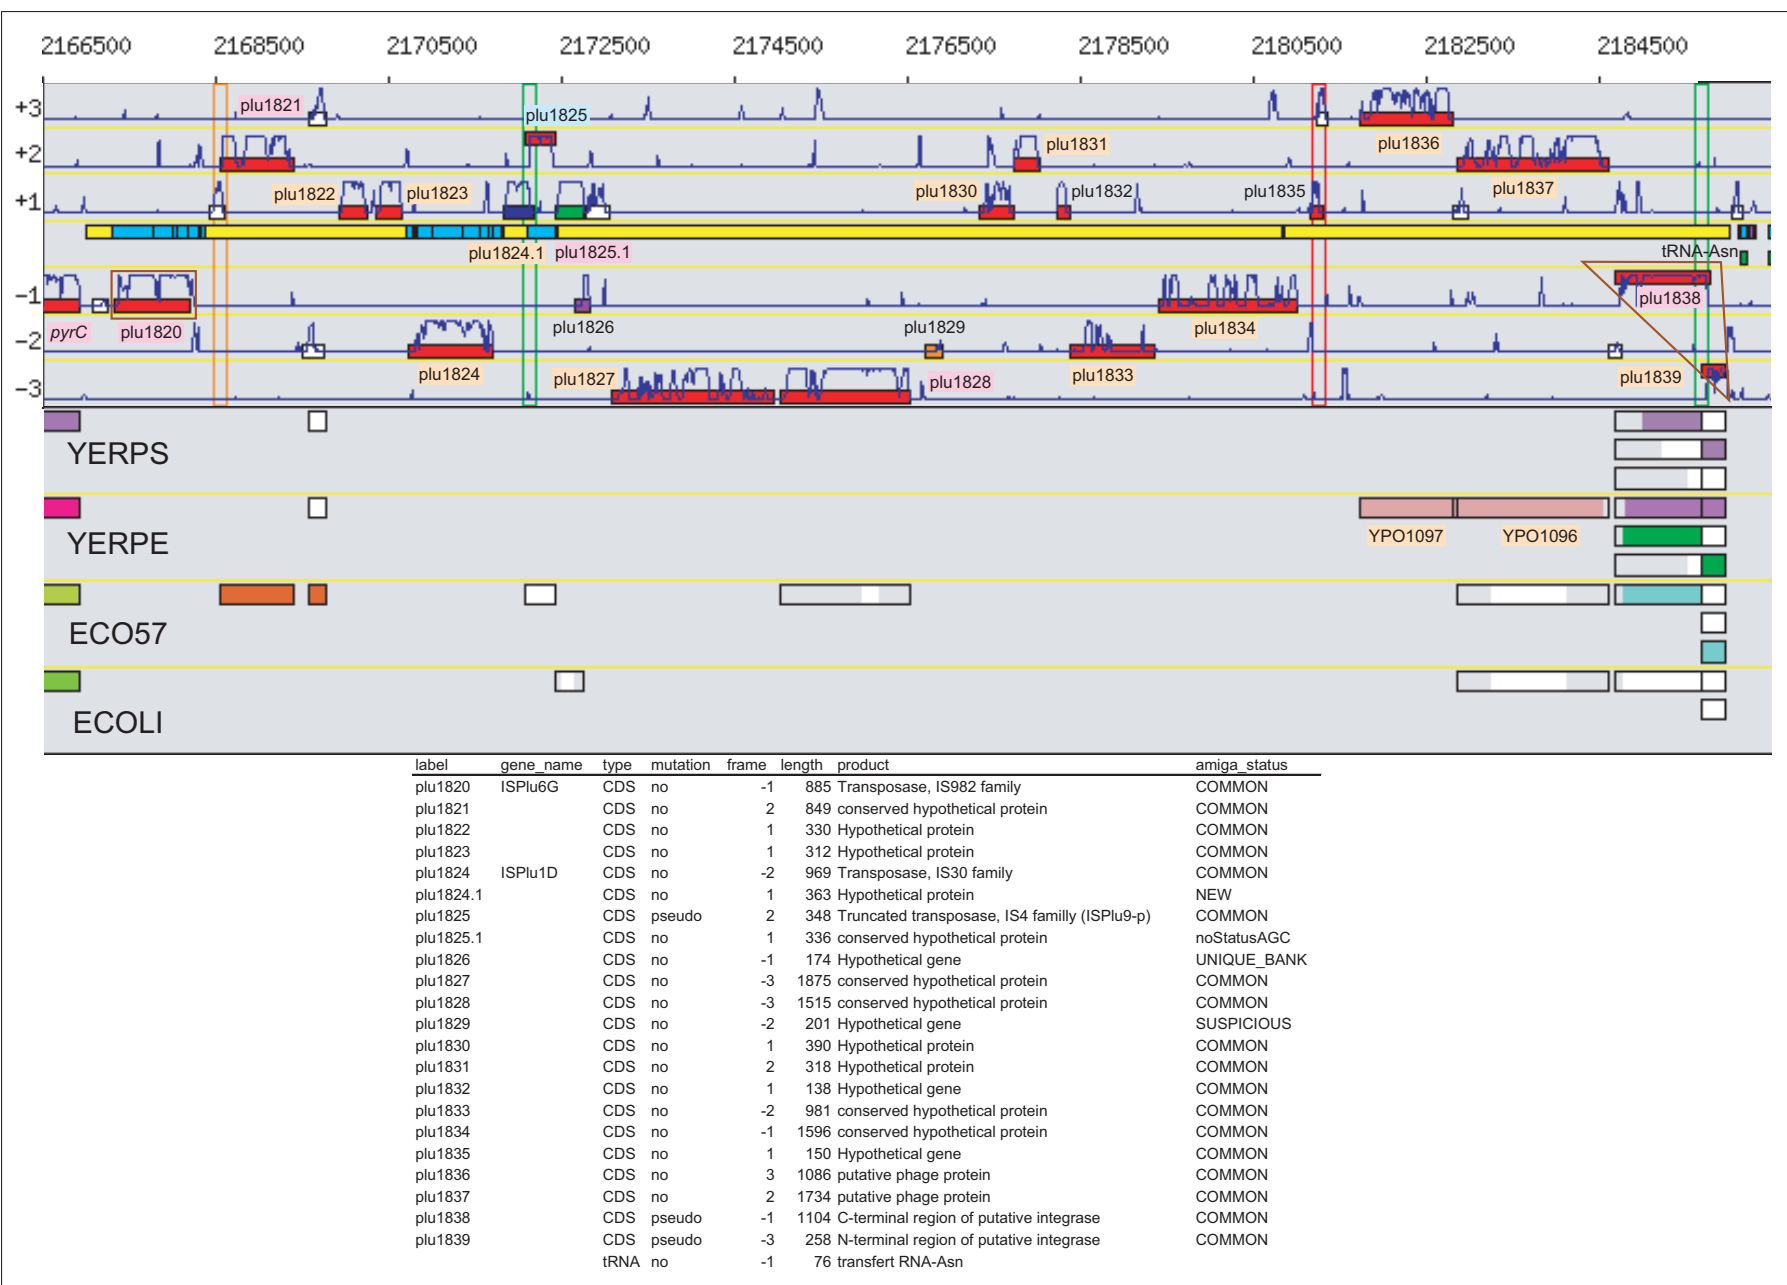 2166500 2168500 2170500 2172500 2174500 2176500 2178500 2180500 2182500 2184500
+3 plu1821 plu1825 plu1836
+2 plu1831 plu1837
+1 plu1822 plu1823 plu1830 plu1832 plu1835
plu1824.1 plu1825.1 tRNA-Asn
-1 pyrC plu1820 plu1826 plu1834 plu1838
-2 plu1824 plu1829 plu1833
-3 plu1827 plu1828 plu1839
YERPS
YERPE YPO1097 YPO1096
ECO57
ECOLI
label gene_name type mutation frame length product amiga_status
plu1820 ISPlu6G CDS no -1 885 Transposase, IS982 family COMMON
plu1821 CDS no 2 849 conserved hypothetical protein COMMON
plu1822 CDS no 1 330 Hypothetical protein COMMON
plu1823 CDS no 1 312 Hypothetical protein COMMON
plu1824 ISPlu1D CDS no -2 969 Transposase, IS30 family COMMON
plu1824.1 CDS no 1 363 Hypothetical protein NEW
plu1825 CDS pseudo 2 348 Truncated transposase, IS4 familly (ISPlu9-p) COMMON
plu1825.1 CDS no 1 336 conserved hypothetical protein noStatusAGC
plu1826 CDS no -1 174 Hypothetical gene UNIQUE_BANK
plu1827 CDS no -3 1875 conserved hypothetical protein COMMON
plu1828 CDS no -3 1515 conserved hypothetical protein COMMON
plu1829 CDS no -2 201 Hypothetical gene SUSPICIOUS
plu1830 CDS no 1 390 Hypothetical protein COMMON
plu1831 CDS no 2 318 Hypothetical protein COMMON
plu1832 CDS no 1 138 Hypothetical gene COMMON
plu1833 CDS no -2 981 conserved hypothetical protein COMMON
plu1834 CDS no -1 1596 conserved hypothetical protein COMMON
plu1835 CDS no 1 150 Hypothetical gene COMMON
plu1836 CDS no 3 1086 putative phage protein COMMON
plu1837 CDS no 2 1734 putative phage protein COMMON
plu1838 CDS pseudo -1 1104 C-terminal region of putative integrase COMMON
plu1839 CDS pseudo -3 258 N-terminal region of putative integrase COMMON
tRNA no -1 76 transfert RNA-Asn